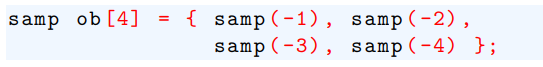 samp ob[4] = { samp(-1), samp(-2),
samp(-3), samp(-4) };